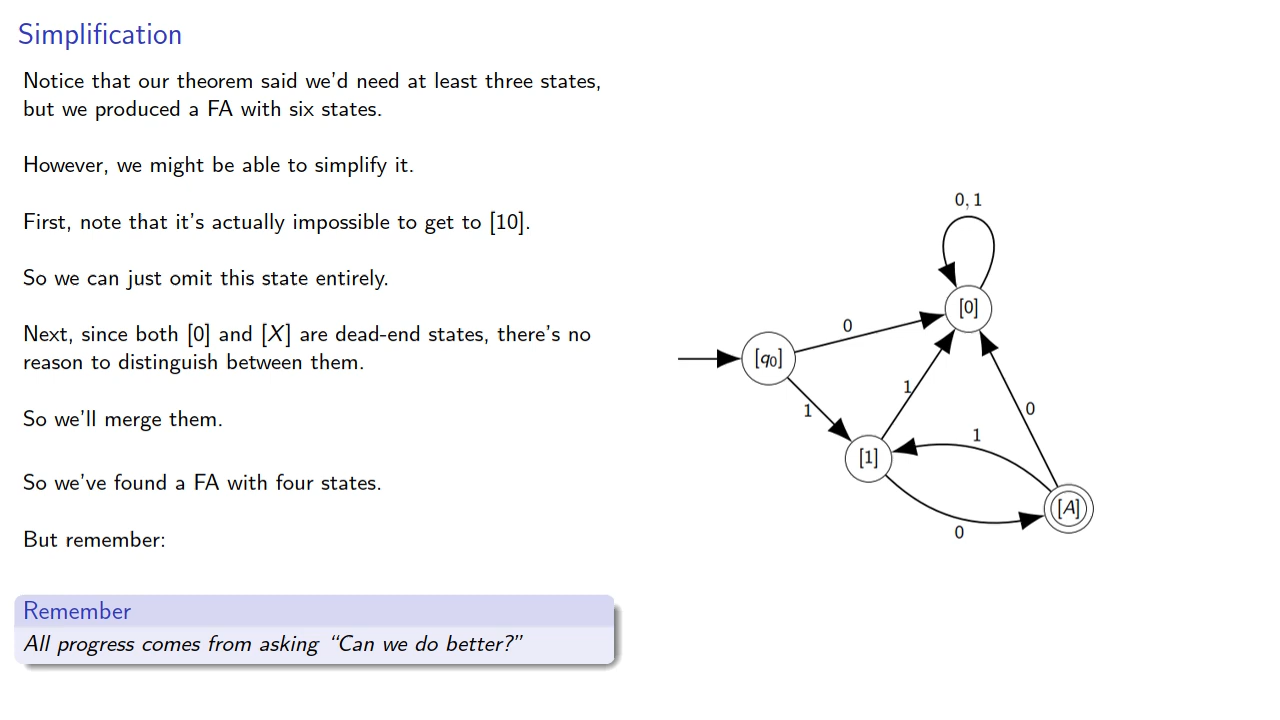 Simplification
Notice that our theorem said we'd need at least three states,
but we produced a FA with six states.
However, we might be able to simplify it.
First, note that it's actually impossible to get to [10].
So we can just omit this state entirely.
Next, since both [0] and [X] are dead-end states, there's no
reason to distinguish between them.
So we'll merge them.
So we've found a FA with four states.
But remember:
Remember
All progress comes from asking “Can we do better?”
0, 1
[0]
0
[q₀]
1
1
0
1
[1]
[A]
0